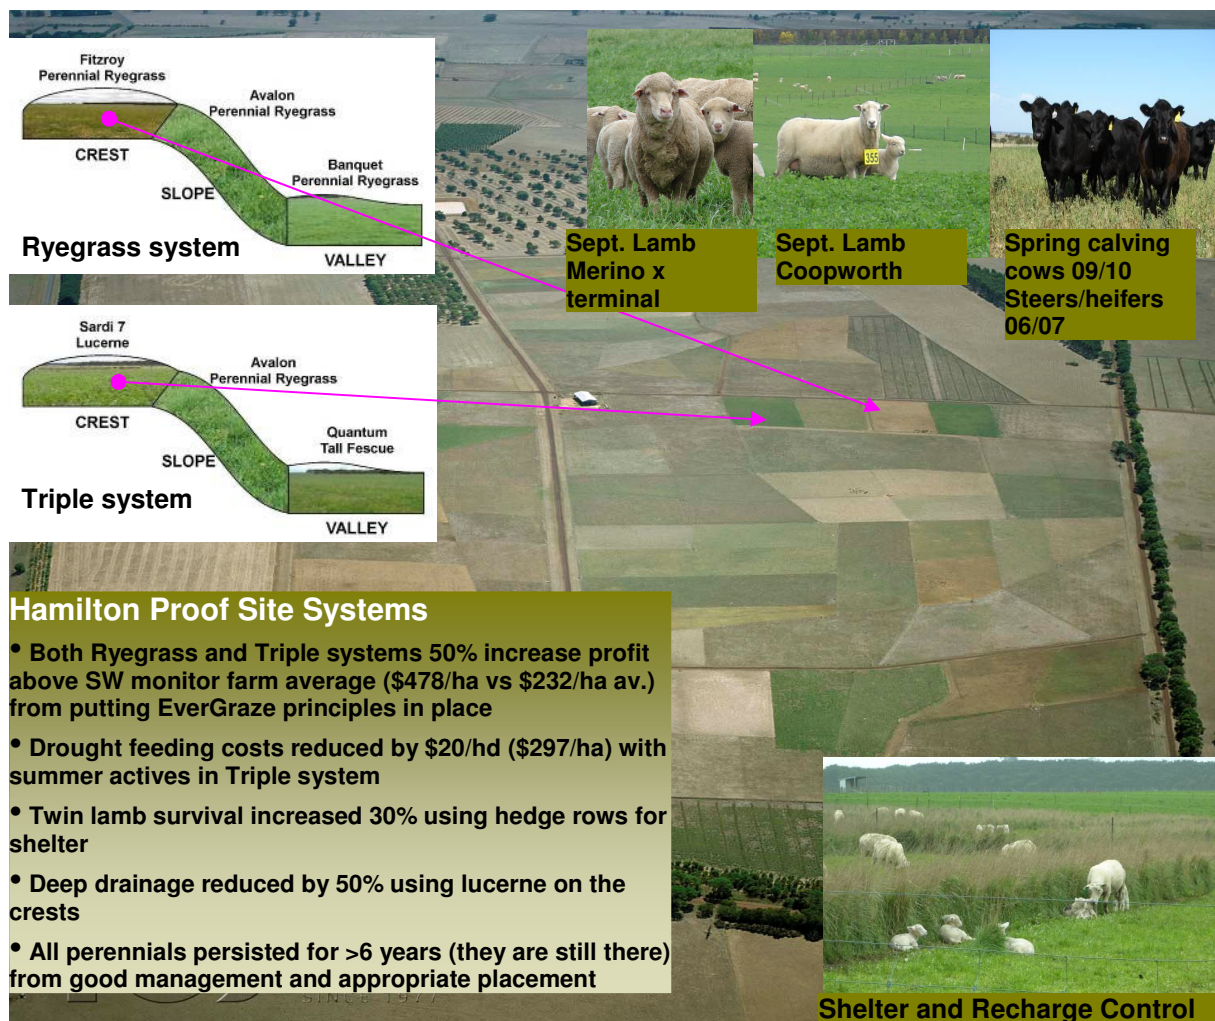 Fitzroy
Perennial Ryegrass
Avalon
Perennial Ryegrass
CREST
Banquet
Perennial Ryegrass
SLOPE
Ryegrass system
VALLEY
Sardi 7
Lucerne
Avalon
Perennial Ryegrass
CREST
Quantum
Tall Fescue
SLOPE
Triple system
VALLEY
355
Sept. Lamb
Merino x
terminal
Sept. Lamb
Coopworth
Spring calving
cows 09/10
Steers/heifers
06/07
Hamilton Proof Site Systems
• Both Ryegrass and Triple systems 50% increase profit
above SW monitor farm average ($478/ha vs $232/ha av.)
from putting EverGraze principles in place
• Drought feeding costs reduced by $20/hd ($297/ha) with
summer actives in Triple system
• Twin lamb survival increased 30% using hedge rows for
shelter
• Deep drainage reduced by 50% using lucerne on the
crests
• All perennials persisted for >6 years (they are still there)
from good management and appropriate placement
SINCE 1977
Shelter and Recharge Control